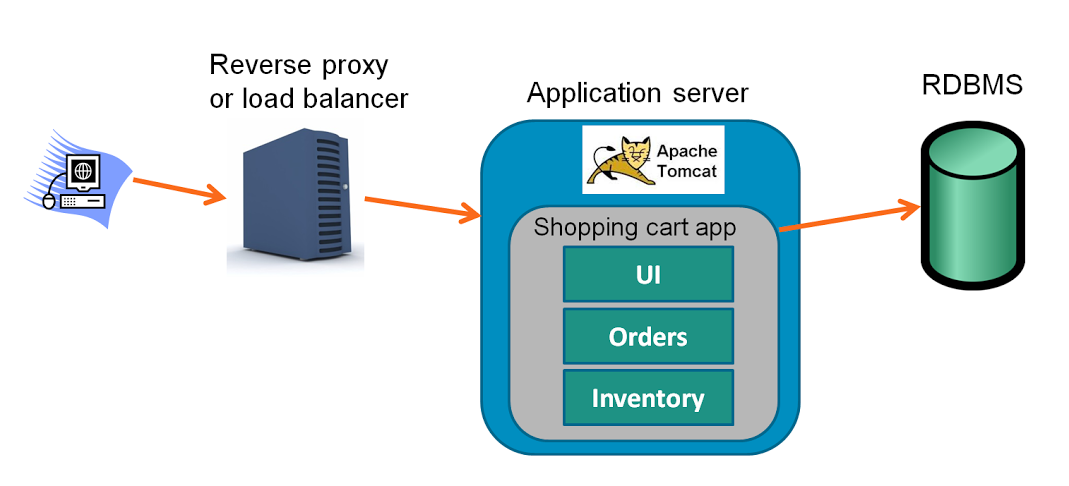 Reverse proxy
or load balancer
Application server
RDBMS
Apache
Tomcat
Shopping cart app
UI
Orders
Inventory